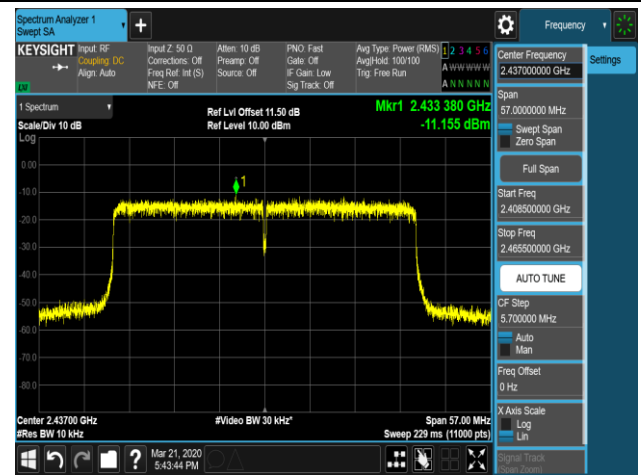 Spectrum Analyzer 1
Swept SA
Frequency
KEYSIGHT
Input: RF
Coupling: DC
Align: Auto
Input Z: 50 Ω
Corrections: Off
Freq Ref: Int (S)
NFE: Off
Atten: 10 dB
Preamp: Off
Source: Off
PNO: Fast
Gate: Off
IF Gain: Low
Sig Track: Off
Avg Type: Power (RMS)
Avg|Hold: 100/100
Trig: Free Run
1 2 3 4 5 6
A W W W W W
A N N N N N
Center Frequency
2.437000000 GHz
Settings
Span
57.0000000 MHz
Swept Span
Zero Span
Full Span
Start Freq
2.408500000 GHz
Stop Freq
2.465500000 GHz
AUTO TUNE
CF Step
5.700000 MHz
Auto
Man
Freq Offset
0 Hz
X Axis Scale
Log
Lin
Signal Track
(Span Zoom)
1 Spectrum
Scale/Div 10 dB
Log
Ref Lvl Offset 11.50 dB
Ref Level 10.00 dBm
Mkr1 2.433 380 GHz
-11.155 dBm
1
0.00
-10.0
-20.0
-30.0
-40.0
-50.0
-60.0
-70.0
-80.0
Center 2.43700 GHz
#Res BW 10 kHz
#Video BW 30 kHz*
Span 57.00 MHz
Sweep 229 ms (11000 pts)
?
Mar 21, 2020
5:43:44 PM